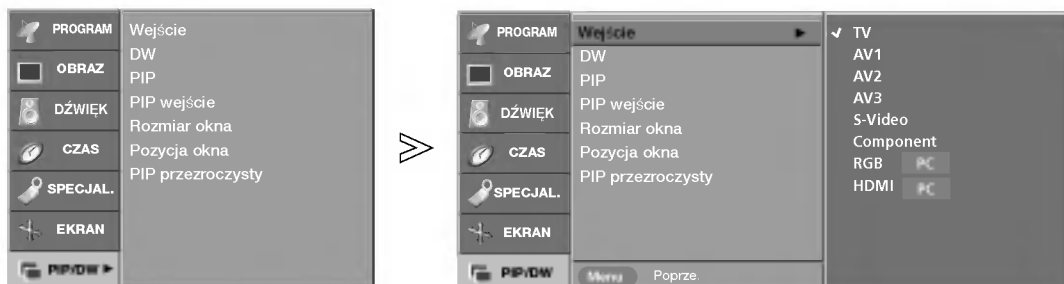 PROGRAM
OBRAZ
DŹWIĘK
CZAS
SPECJAL.
EKRAN
PIP/DW ►
Wejście
DW
PIP
PIP wejście
Rozmiar okna
Pozycja okna
PIP przezroczysty
PROGRAM
OBRAZ
DŹWIĘK
CZAS
SPECJAL.
EKRAN
PIP/DW
Wejście ►
DW
PIP
PIP wejście
Rozmiar okna
Pozycja okna
PIP przezroczysty
Menu Poprze.
✔ TV
AV1
AV2
AV3
S-Video
Component
RGB PC
HDMI PC